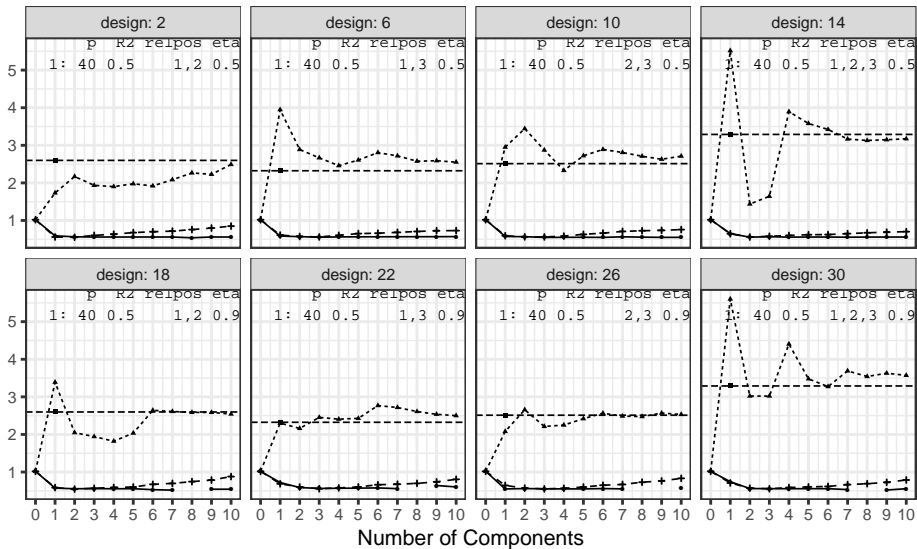 design: 2
design: 6
design: 10
design: 14
p R2 relpos eta
1: 40 0.5 1,2 0.5
p R2 relpos eta
1: 40 0.5 1,3 0.5
p R2 relpos eta
1: 40 0.5 2,3 0.5
p R2 relpos eta
1: 40 0.5 1,2,3 0.5
5
4
3
2
1
design: 18
design: 22
design: 26
design: 30
p R2 relpos eta
1: 40 0.5 1,2 0.9
p R2 relpos eta
1: 40 0.5 1,3 0.9
p R2 relpos eta
1: 40 0.5 2,3 0.9
p R2 relpos eta
1: 40 0.5 1,2,3 0.9
5
4
3
2
1
0 1 2 3 4 5 6 7 8 9 10
0 1 2 3 4 5 6 7 8 9 10
0 1 2 3 4 5 6 7 8 9 10
0 1 2 3 4 5 6 7 8 9 10
Number of Components